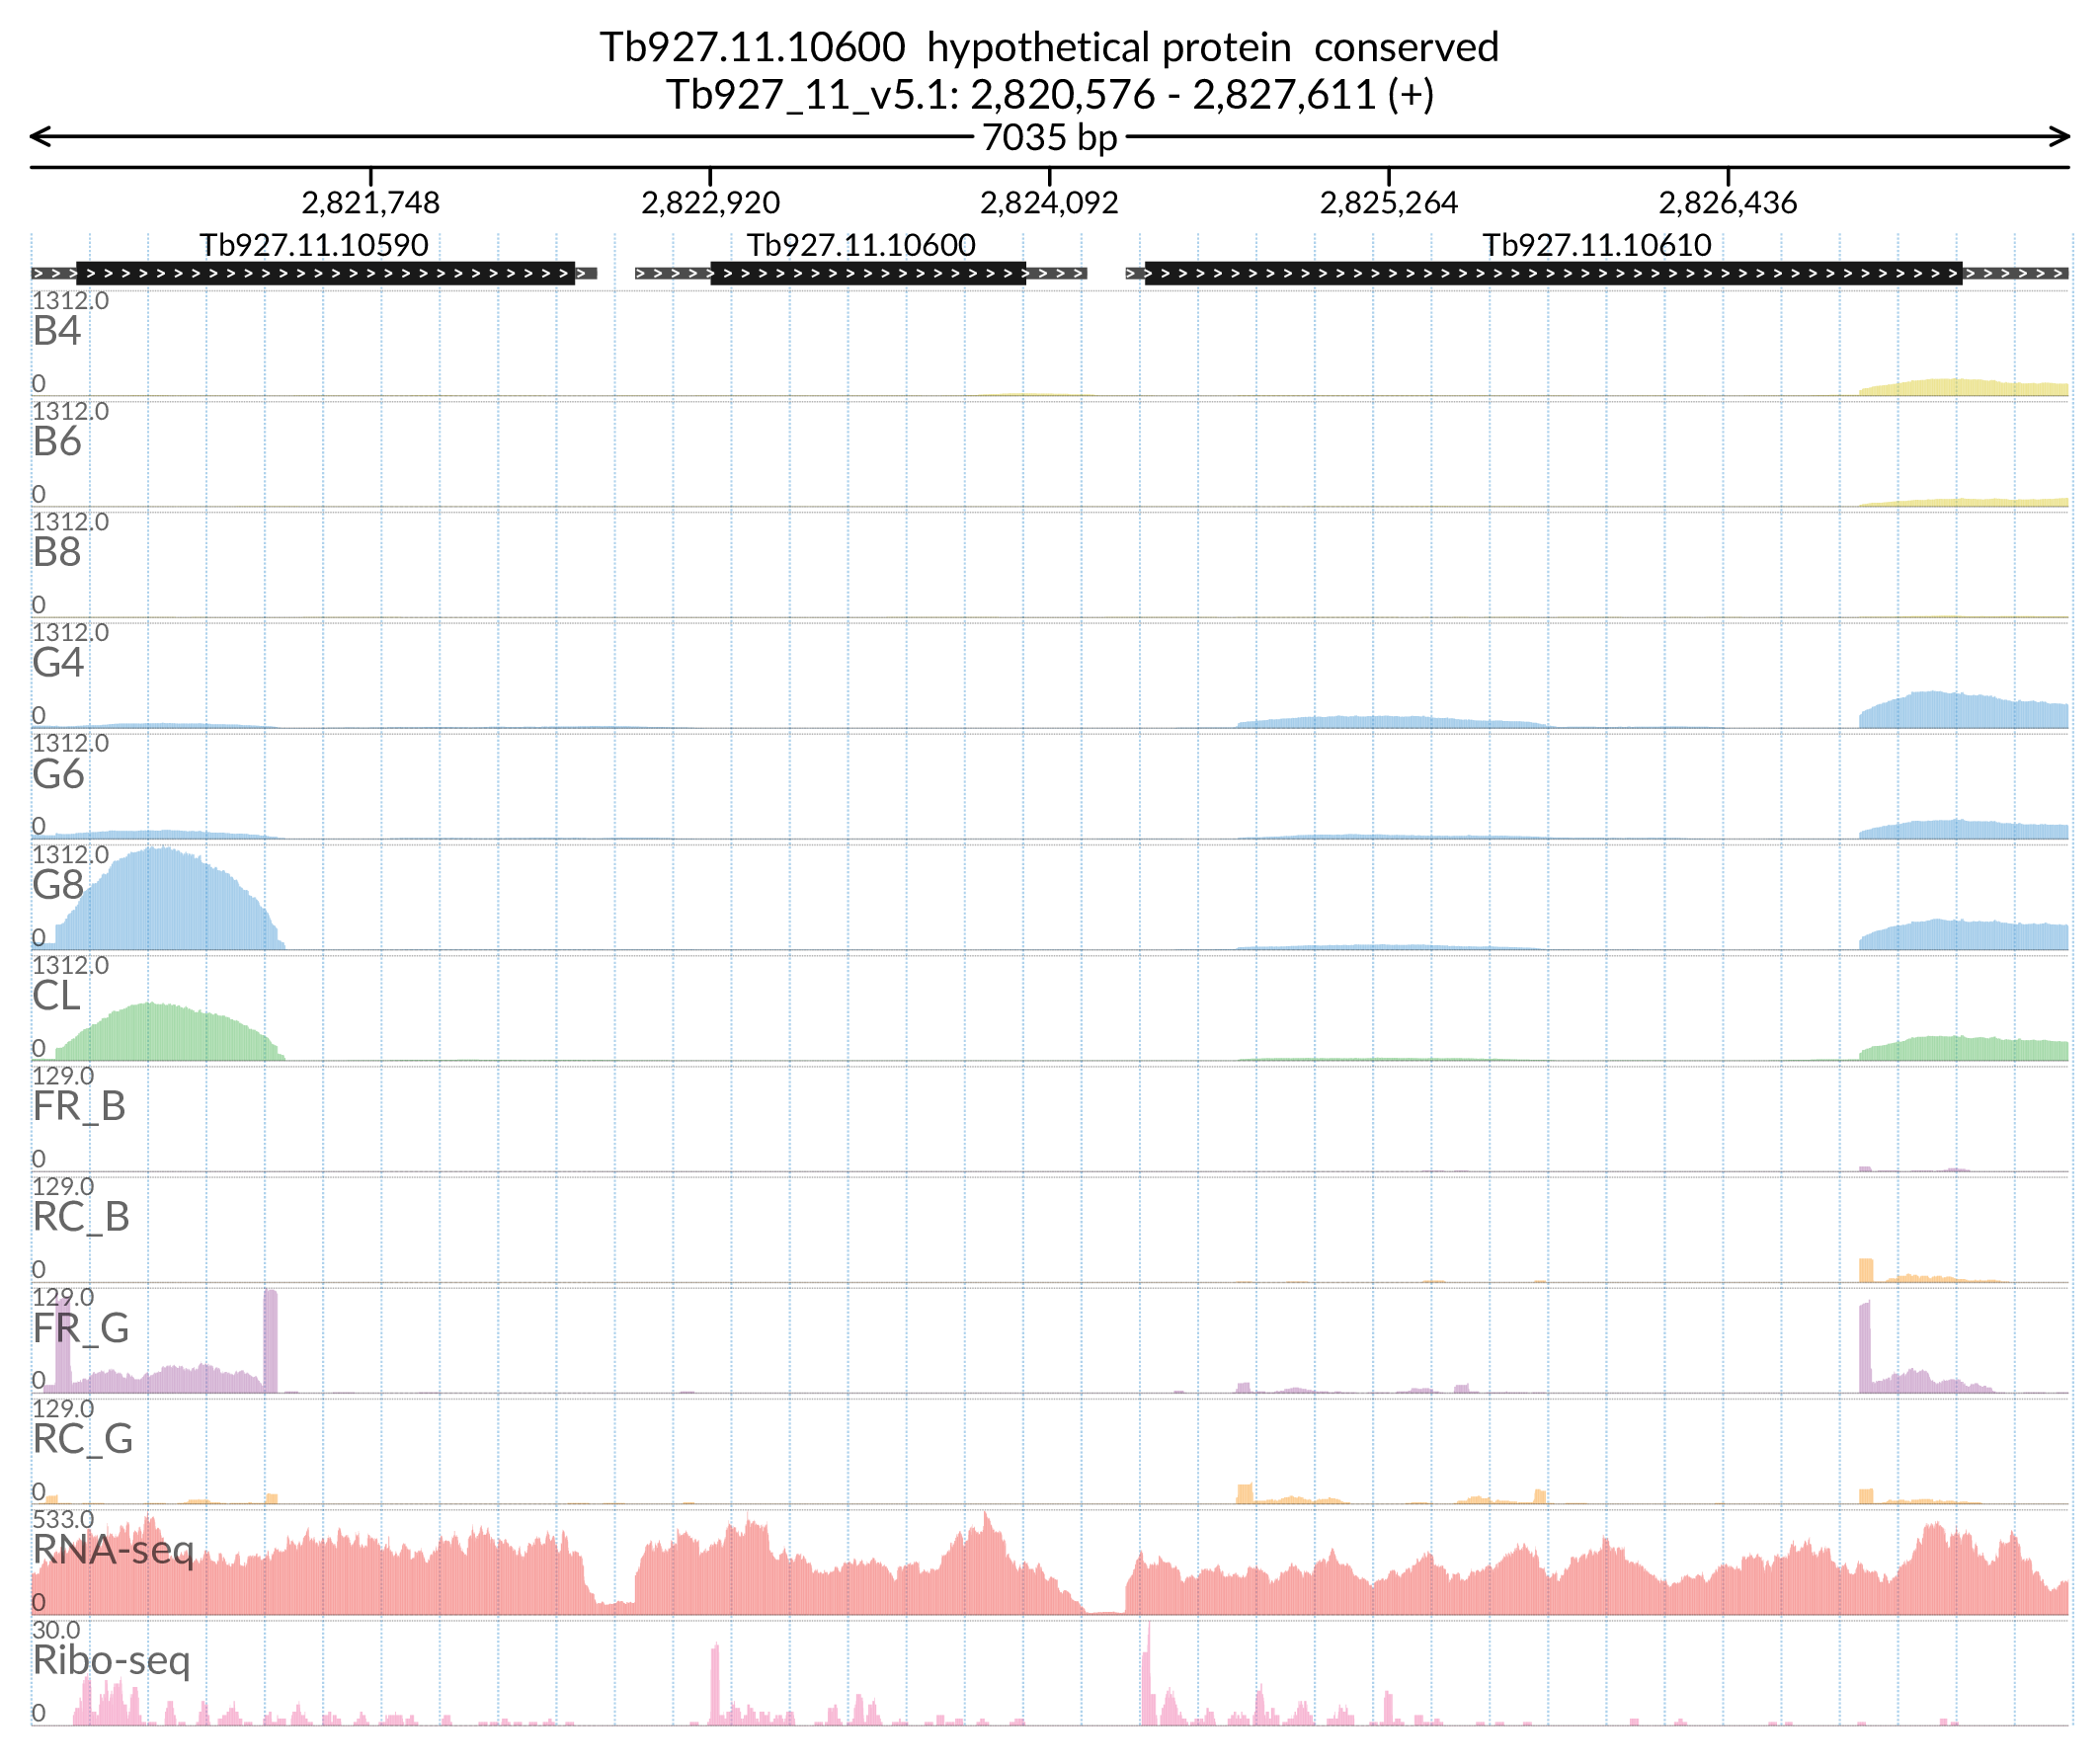 Tb927.11.10600  hypothetical protein  conserved
Tb927_11_v5.1: 2,820,576 - 2,827,611 (+)
7035 bp
2,821,748 2,822,920 2,824,092 2,825,264 2,826,436
Tb927.11.10590 Tb927.11.10600 Tb927.11.10610
1312.0
B4
0
1312.0
B6
0
1312.0
B8
0
1312.0
G4
0
1312.0
G6
0
1312.0
G8
0
1312.0
CL
0
129.0
FR_B
0
129.0
RC_B
0
129.0
FR_G
0
129.0
RC_G
0
533.0
RNA-seq
0
30.0
Ribo-seq
0